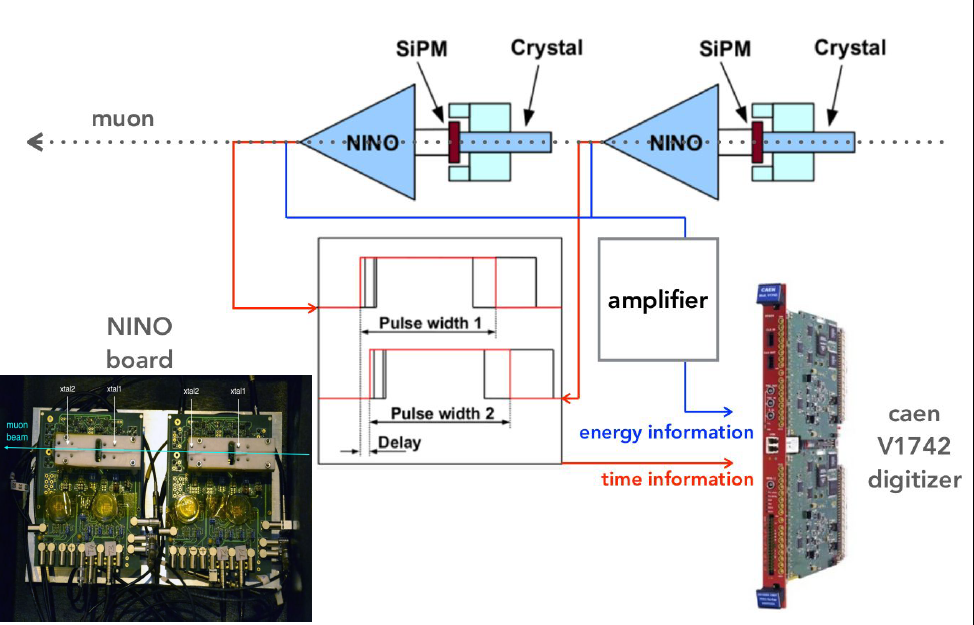 SiPM
Crystal
SiPM
Crystal
muon
NINO
NINO
amplifier
Pulse width 1
Pulse width 2
Delay
energy information
time information
NINO
board
xtal2
xtal1
xtal2
xtal1
muon
beam
CAEN
caen
V1742
digitizer